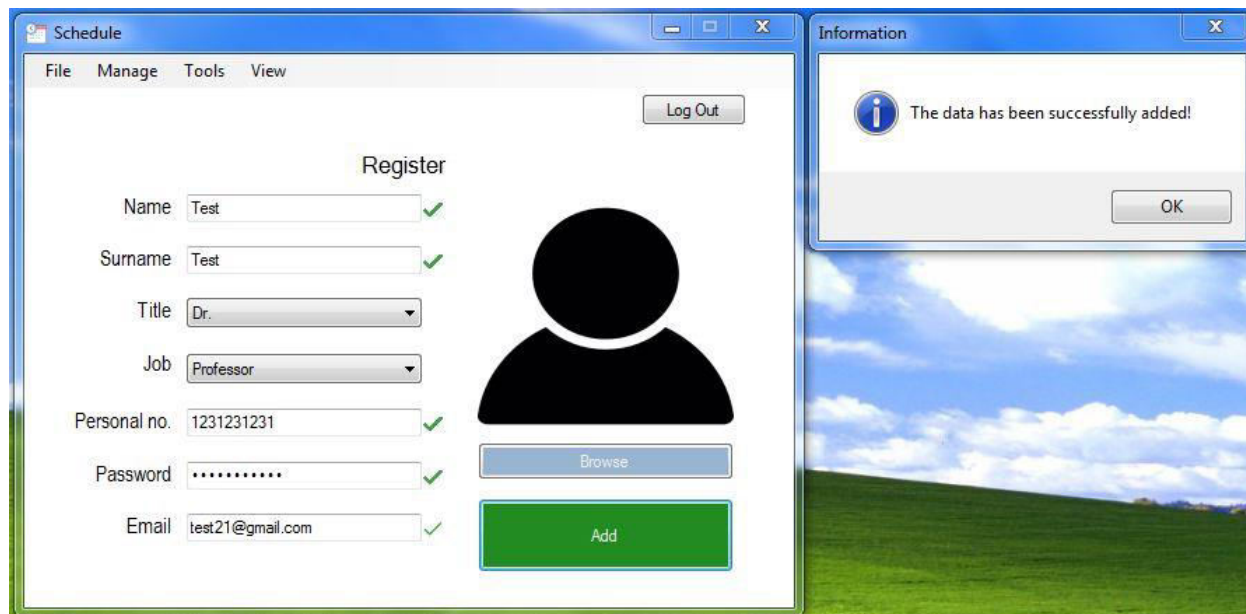 Schedule
File Manage Tools View
Log Out
Register
Name Test
Surname Test
Title Dr.
Job Professor
Personal no. 1231231231
Password •••••••••••
Email test21@gmail.com
Browse
Add
Information
The data has been successfully added!
OK